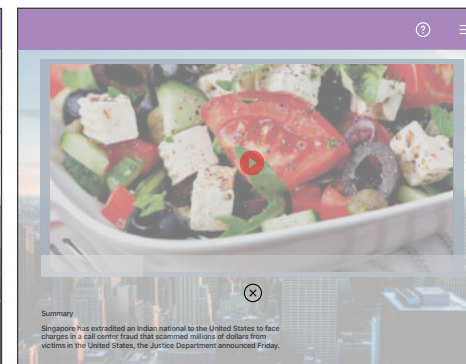 Summary
Singapore has extradited an Indian national to the United States to face
charges in a call center fraud that scammed millions of dollars from
victims in the United States, the Justice Department announced Friday.